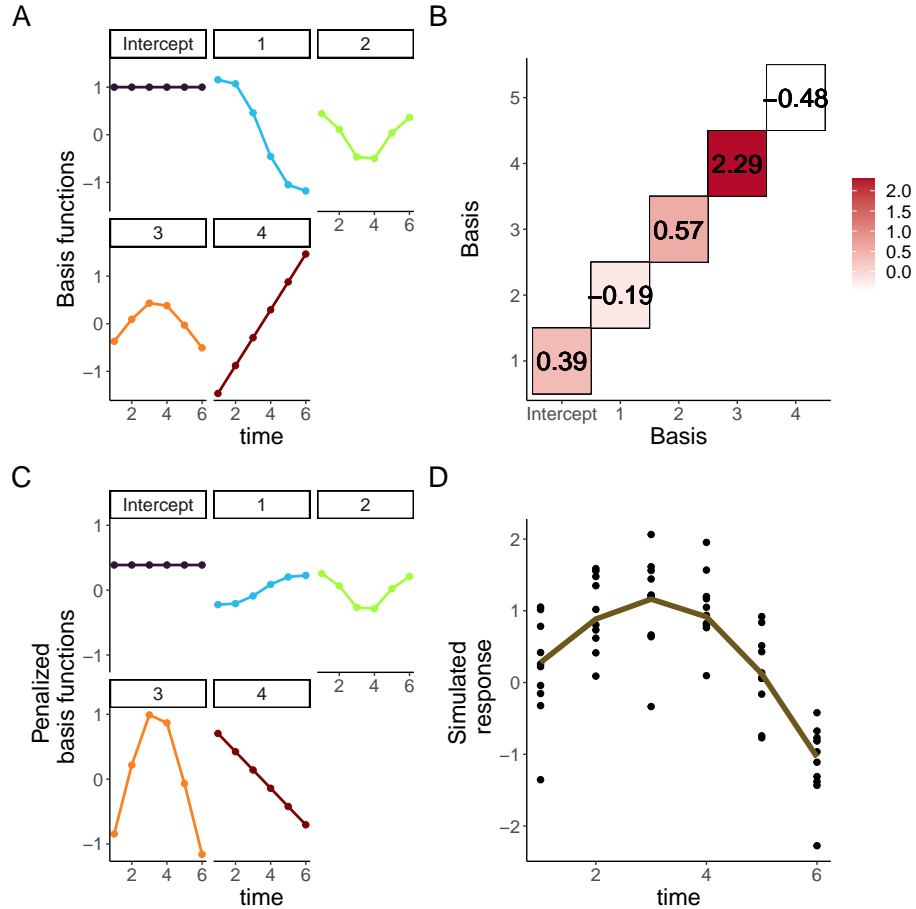 A
Intercept 1 2
1
0
−1
2 4 6
3 4
1
0
−1
2 4 6 2 4 6
Basis functions
time
B
5
4
3
2
1
−0.48
2.29
0.57
−0.19
0.39
Intercept 1 2 3 4
Basis
Basis
2.0
1.5
1.0
0.5
0.0
C
Intercept 1 2
1
0
−1
2 4 6
3 4
1
0
−1
2 4 6 2 4 6
Penalized
basis functions
time
D
1
2
1
0
−1
−2
2 4 6
Simulated
response
time